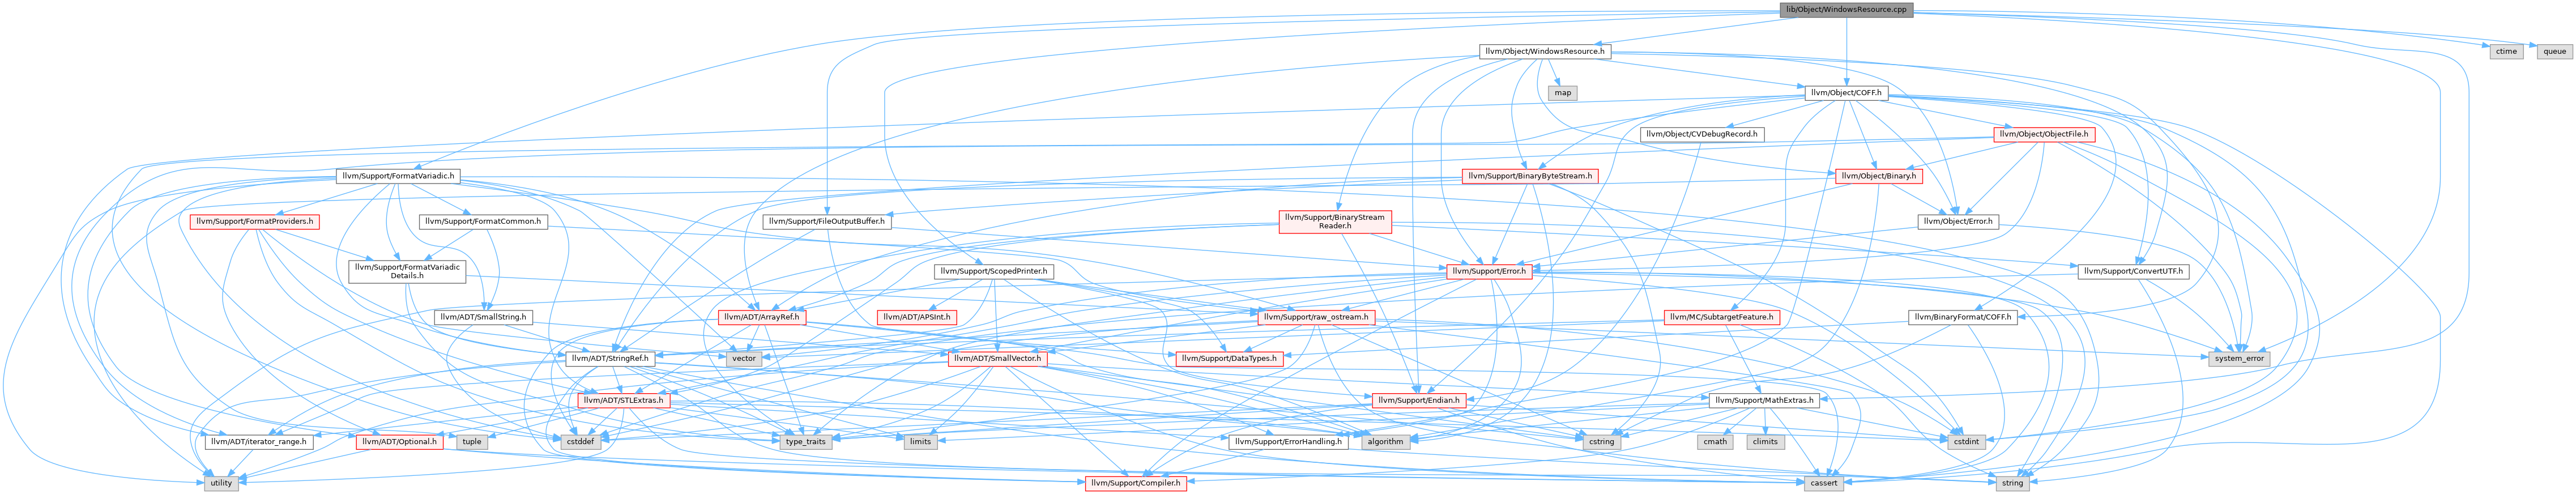 lib/Object/WindowsResource.cpp
llvm/Object/WindowsResource.h
ctime
queue
map
llvm/Object/COFF.h
llvm/Object/CVDebugRecord.h
llvm/Object/ObjectFile.h
llvm/Support/FormatVariadic.h
llvm/Support/BinaryByteStream.h
llvm/Object/Binary.h
llvm/Support/FormatProviders.h
llvm/Support/FormatCommon.h
llvm/Support/FileOutputBuffer.h
llvm/Support/BinaryStream
Reader.h
llvm/Object/Error.h
llvm/Support/FormatVariadic
Details.h
llvm/Support/ScopedPrinter.h
llvm/Support/Error.h
llvm/Support/ConvertUTF.h
llvm/ADT/SmallString.h
llvm/ADT/ArrayRef.h
llvm/ADT/APSInt.h
llvm/Support/raw_ostream.h
llvm/MC/SubtargetFeature.h
llvm/BinaryFormat/COFF.h
llvm/ADT/StringRef.h
vector
llvm/ADT/SmallVector.h
llvm/Support/DataTypes.h
system_error
llvm/ADT/STLExtras.h
llvm/Support/Endian.h
llvm/Support/MathExtras.h
llvm/ADT/iterator_range.h
llvm/ADT/Optional.h
tuple
cstddef
type_traits
limits
llvm/Support/ErrorHandling.h
algorithm
cstring
cmath
climits
cstdint
utility
llvm/Support/Compiler.h
cassert
string